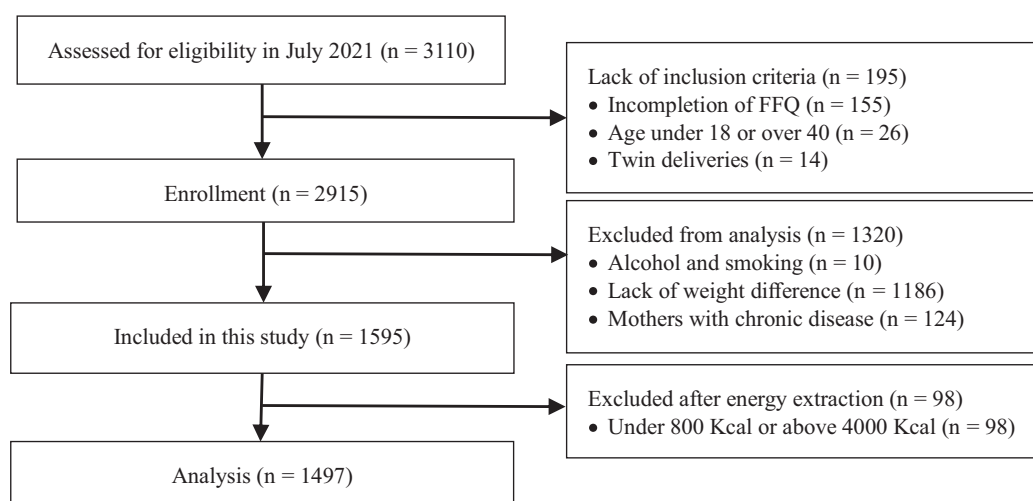 Assessed for eligibility in July 2021 (n = 3110)
Lack of inclusion criteria (n = 195)
• Incompletion of FFQ (n = 155)
• Age under 18 or over 40 (n = 26)
• Twin deliveries (n = 14)
Enrollment (n = 2915)
Excluded from analysis (n = 1320)
• Alcohol and smoking (n = 10)
• Lack of weight difference (n = 1186)
• Mothers with chronic disease (n = 124)
Included in this study (n = 1595)
Excluded after energy extraction (n = 98)
• Under 800 Kcal or above 4000 Kcal (n = 98)
Analysis (n = 1497)